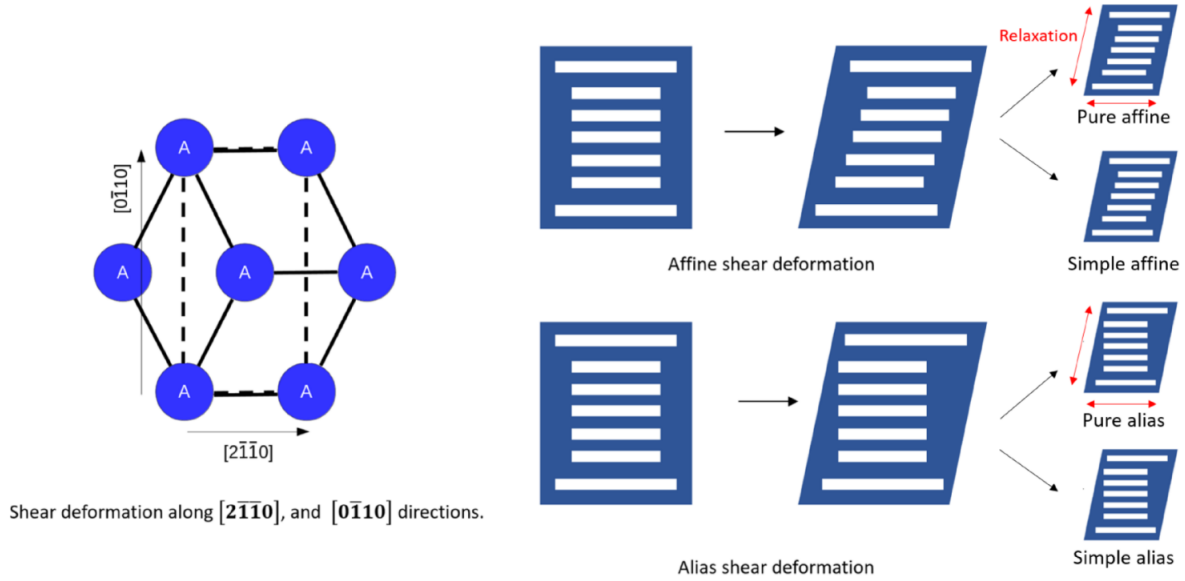 A
A
[01̅10]
A
A
A
A
A
[21̅1̅0]
Shear deformation along [21̅1̅0], and [01̅10] directions.
Affine shear deformation
Relaxation
Pure affine
Simple affine
Alias shear deformation
Pure alias
Simple alias